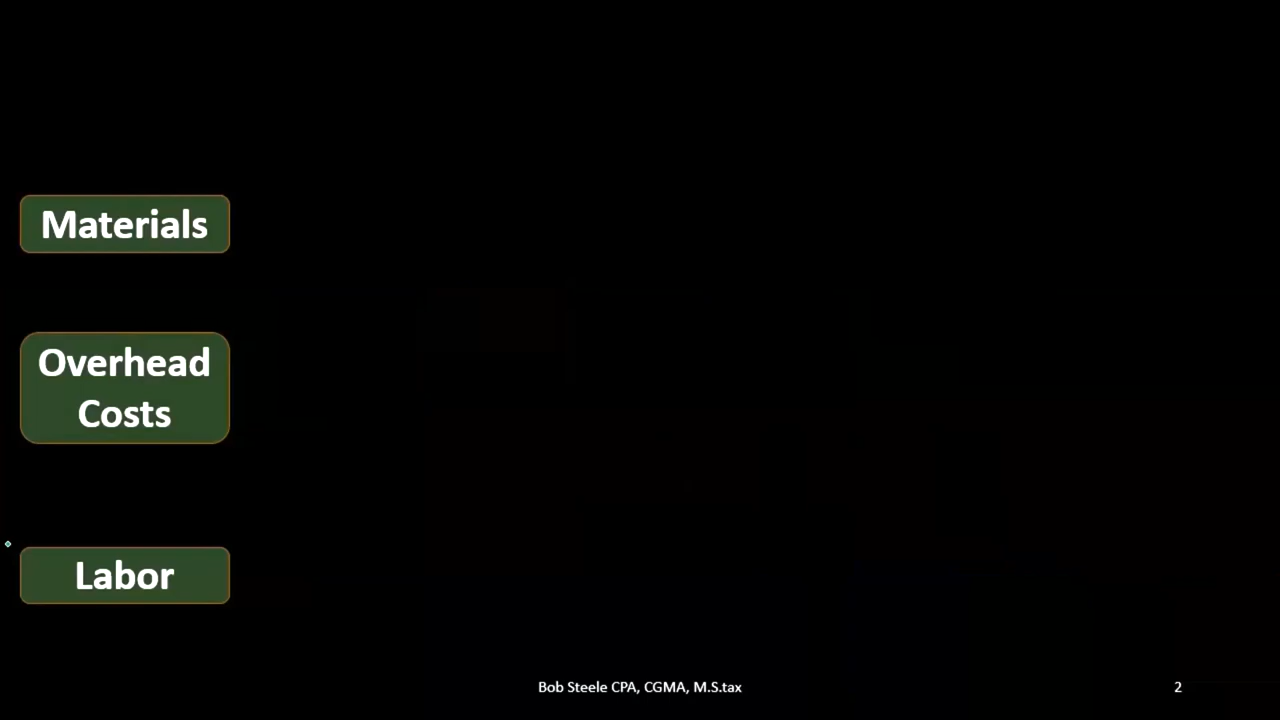 Materials
Overhead
Costs
Labor
Bob Steele CPA, CGMA, M.S.tax
2